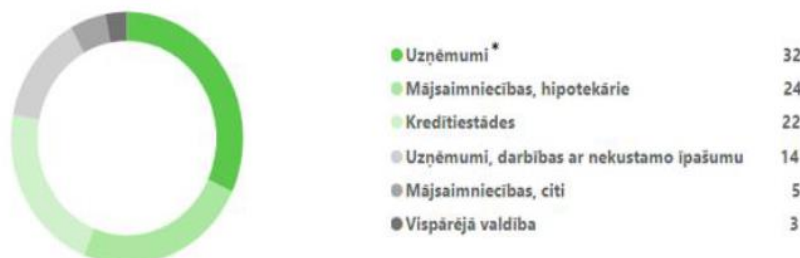 Uzņēmumi* 32
Mājsaimniecības, hipotekārie 24
Kredītiestādes 22
Uzņēmumi, darbības ar nekustamo īpašumu 14
Mājsaimniecības, citi 5
Vispārējā valdība 3